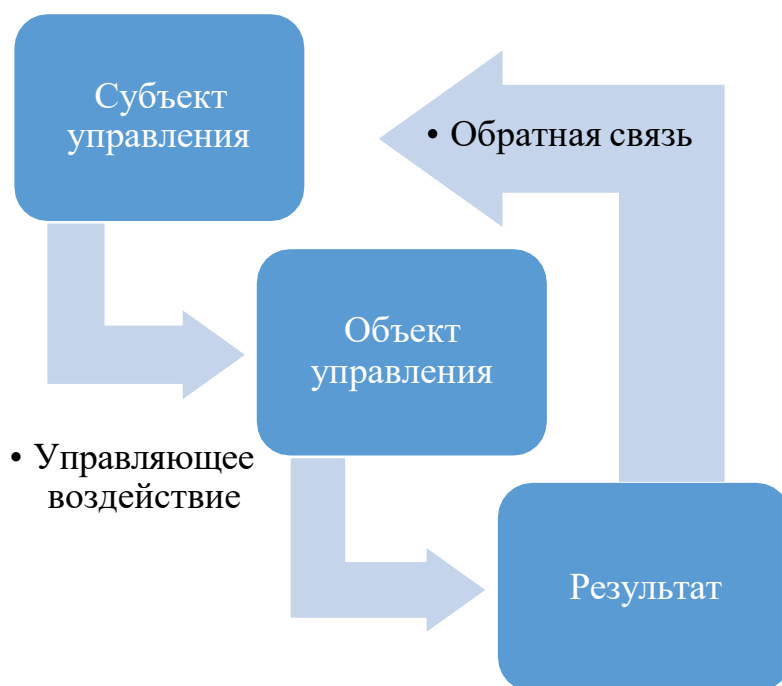 Субъект
управления
• Обратная связь
Объект
управления
• Управляющее
воздействие
Результат